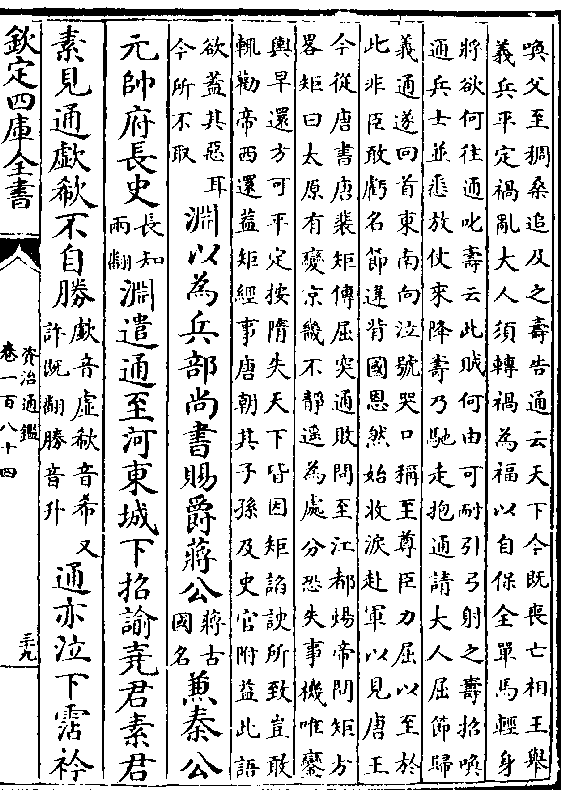 喚父至稠桑追及之壽告通云天下今既喪亡相王舉
義兵平定禍亂大人須轉禍為福以自保全單馬輕身
將欲何往通叱壽云此賊何由可耐引弓射之壽招喚
通兵士並悉放仗來降壽乃馳走抱通請大人屈節歸
義通遂回首東南向泣號哭口稱至尊臣力屈以至於
此非臣敢虧名節違背國恩然始收淚赴軍以見唐王
今從唐書唐裴矩傳屈突通敗問至江都煬帝問矩方
畧矩曰太原有變京畿不靜遥為處分恐失事機唯鑾
輿早還方可平定按隋失天下皆因矩諂諛所致豈敢
輒勸帝西還益矩經事唐朝其子孫及史官附益此語
欲蓋其惡耳
今所不取
淵以為兵部尚書賜爵蔣公
蔣古
國名
兼秦公
元帥府長史
長知
兩翻
淵遣通至河東城下招諭堯君素君
素見通歔欷不自勝
歔音虛欷音希又
許既翻勝音升
通亦泣下霑衿
欽定四庫全書
資治通鑑
卷一百八十四
三十九